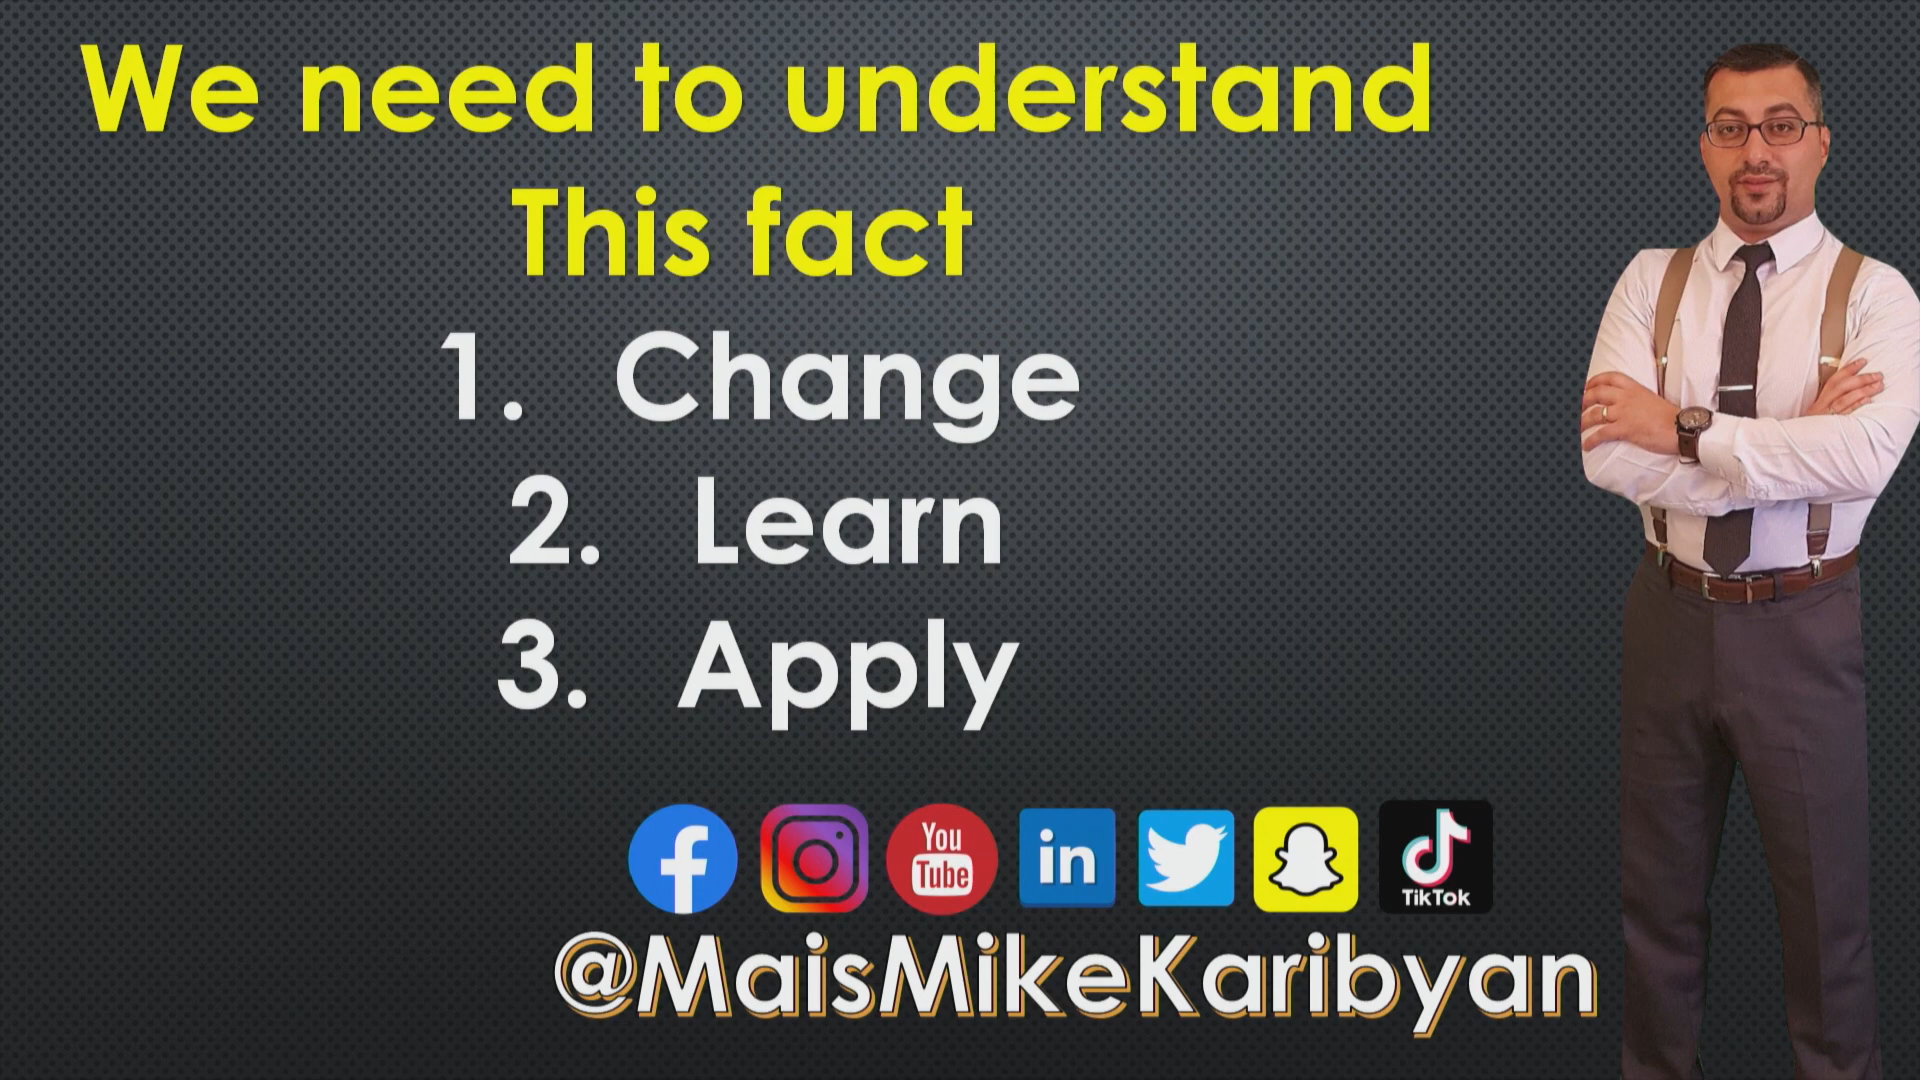 We need to understand
This fact
1. Change
2. Learn
3. Apply
You
Tube
in
TikTok
@MaisMikeKaribyan